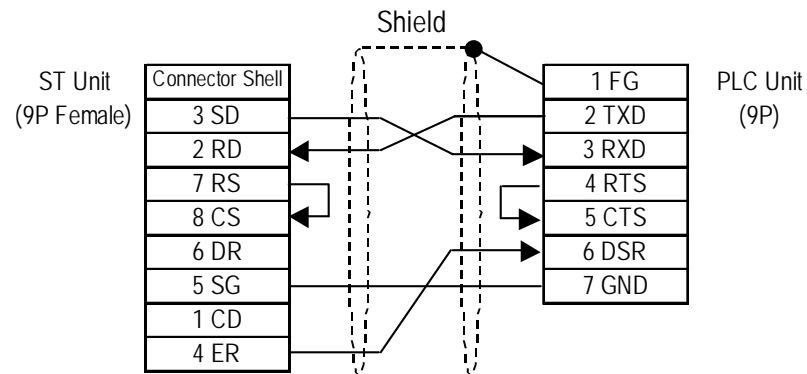 Shield
ST Unit
(9P Female)
Connector Shell
3 SD
2 RD
7 RS
8 CS
6 DR
5 SG
1 CD
4 ER
1 FG
2 TXD
3 RXD
4 RTS
5 CTS
6 DSR
7 GND
PLC Unit
(9P)